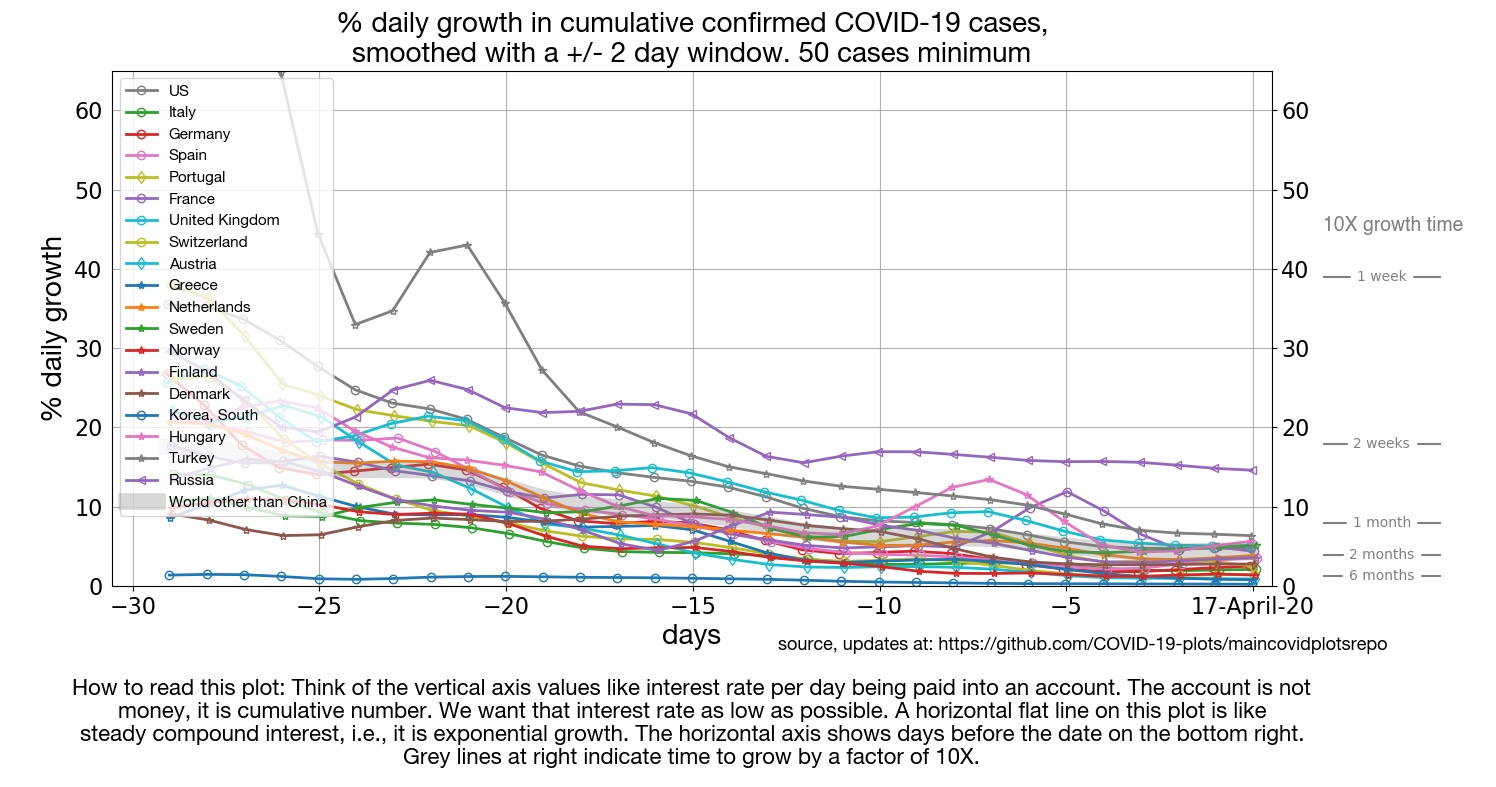 % daily growth in cumulative confirmed COVID-19 cases,
smoothed with a +/- 2 day window. 50 cases minimum
% daily growth
60
50
40
30
20
10
0
US
Italy
Germany
Spain
Portugal
France
United Kingdom
Switzerland
Austria
Greece
Netherlands
Sweden
Norway
Finland
Denmark
Korea, South
Hungary
Turkey
Russia
World other than China
60
50
40
30
20
10
0
10X growth time
1 week
2 weeks
1 month
2 months
6 months
−30
−25
−20
−15
−10
−5
17-April-20
days
source, updates at: https://github.com/COVID-19-plots/maincovidplotsrepo
How to read this plot: Think of the vertical axis values like interest rate per day being paid into an account. The account is not
money, it is cumulative number. We want that interest rate as low as possible. A horizontal flat line on this plot is like
steady compound interest, i.e., it is exponential growth. The horizontal axis shows days before the date on the bottom right.
Grey lines at right indicate time to grow by a factor of 10X.